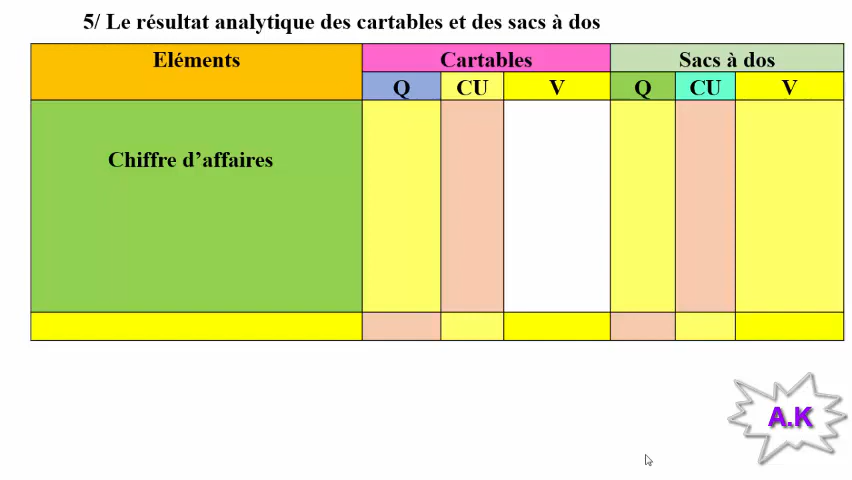 5/ Le résultat analytique des cartables et des sacs à dos
Eléments Cartables Sacs à dos
Q CU V Q CU V
Chiffre d’affaires
A.K